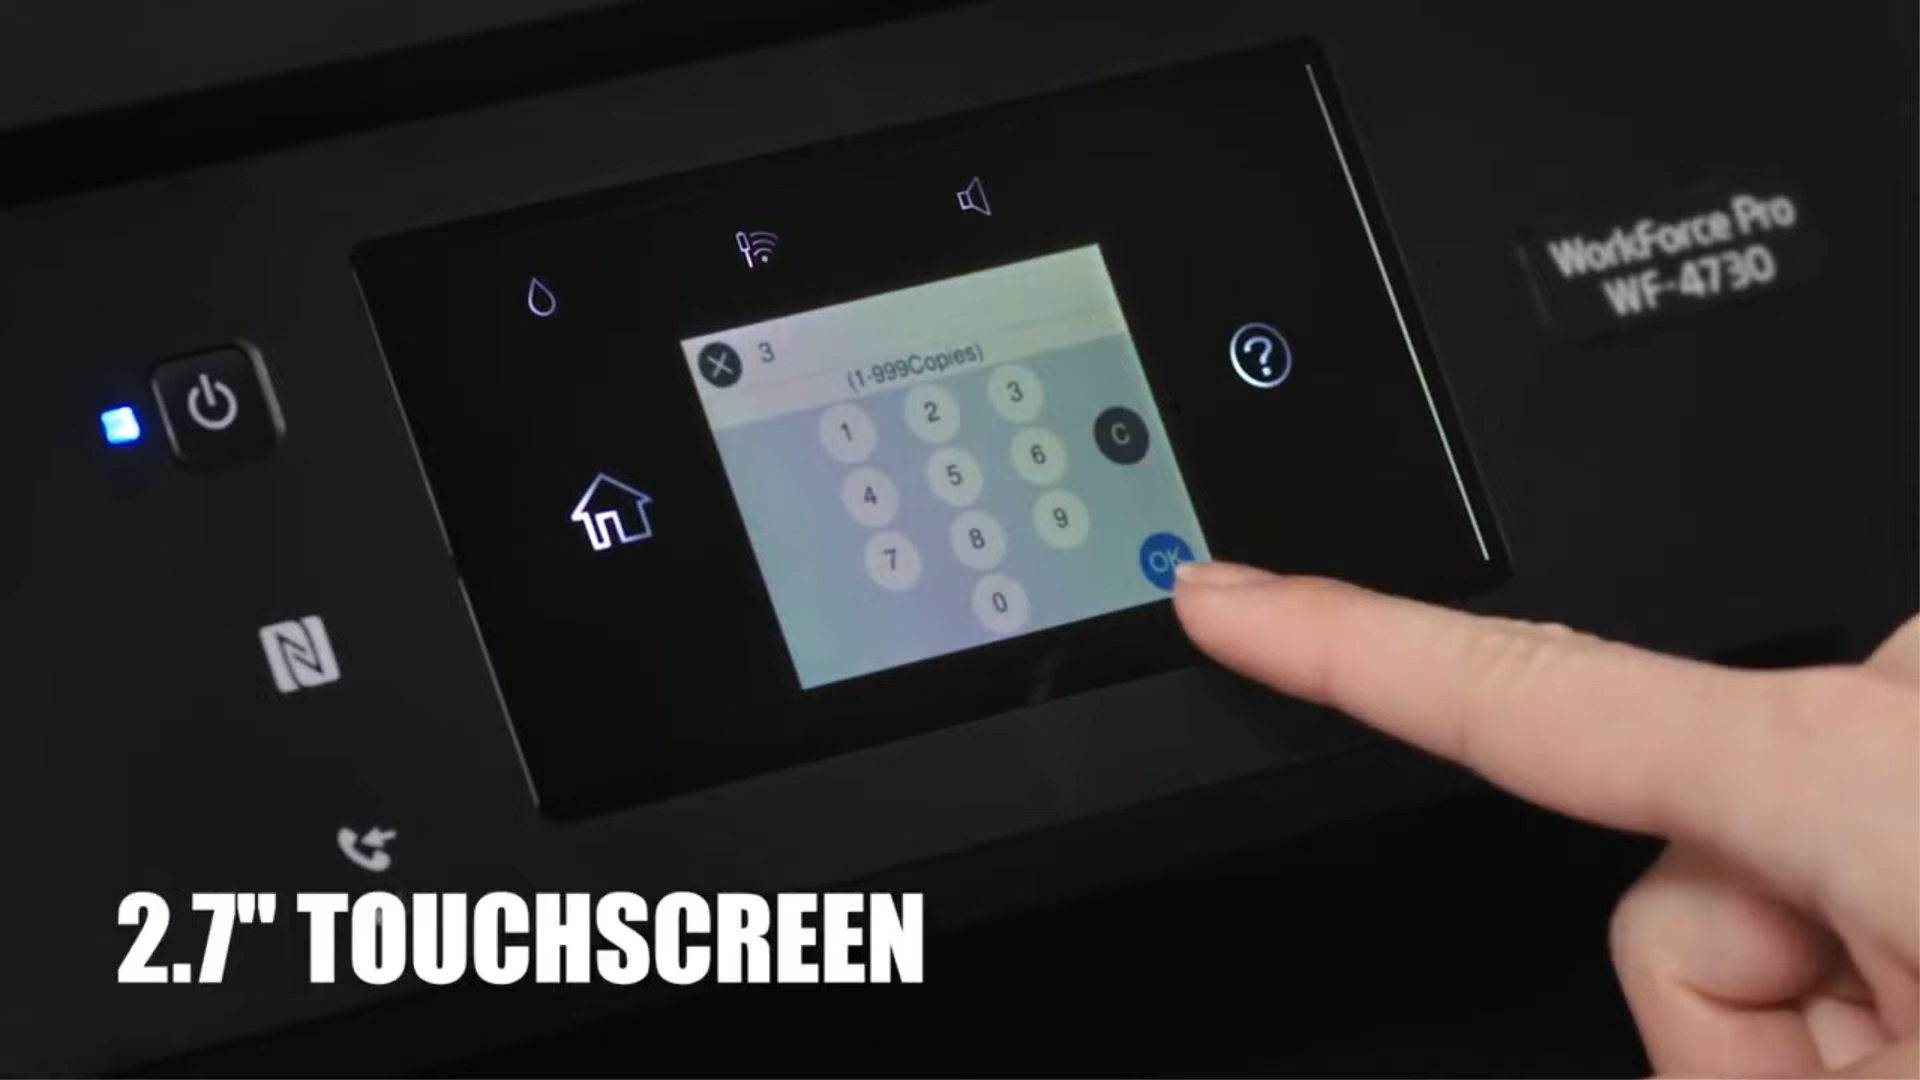 WorkForce Pro
WF-4730
3
(1-999Copies)
1 2 3
C
4 5 6
7 8 9
OK
0
2.7" TOUCHSCREEN